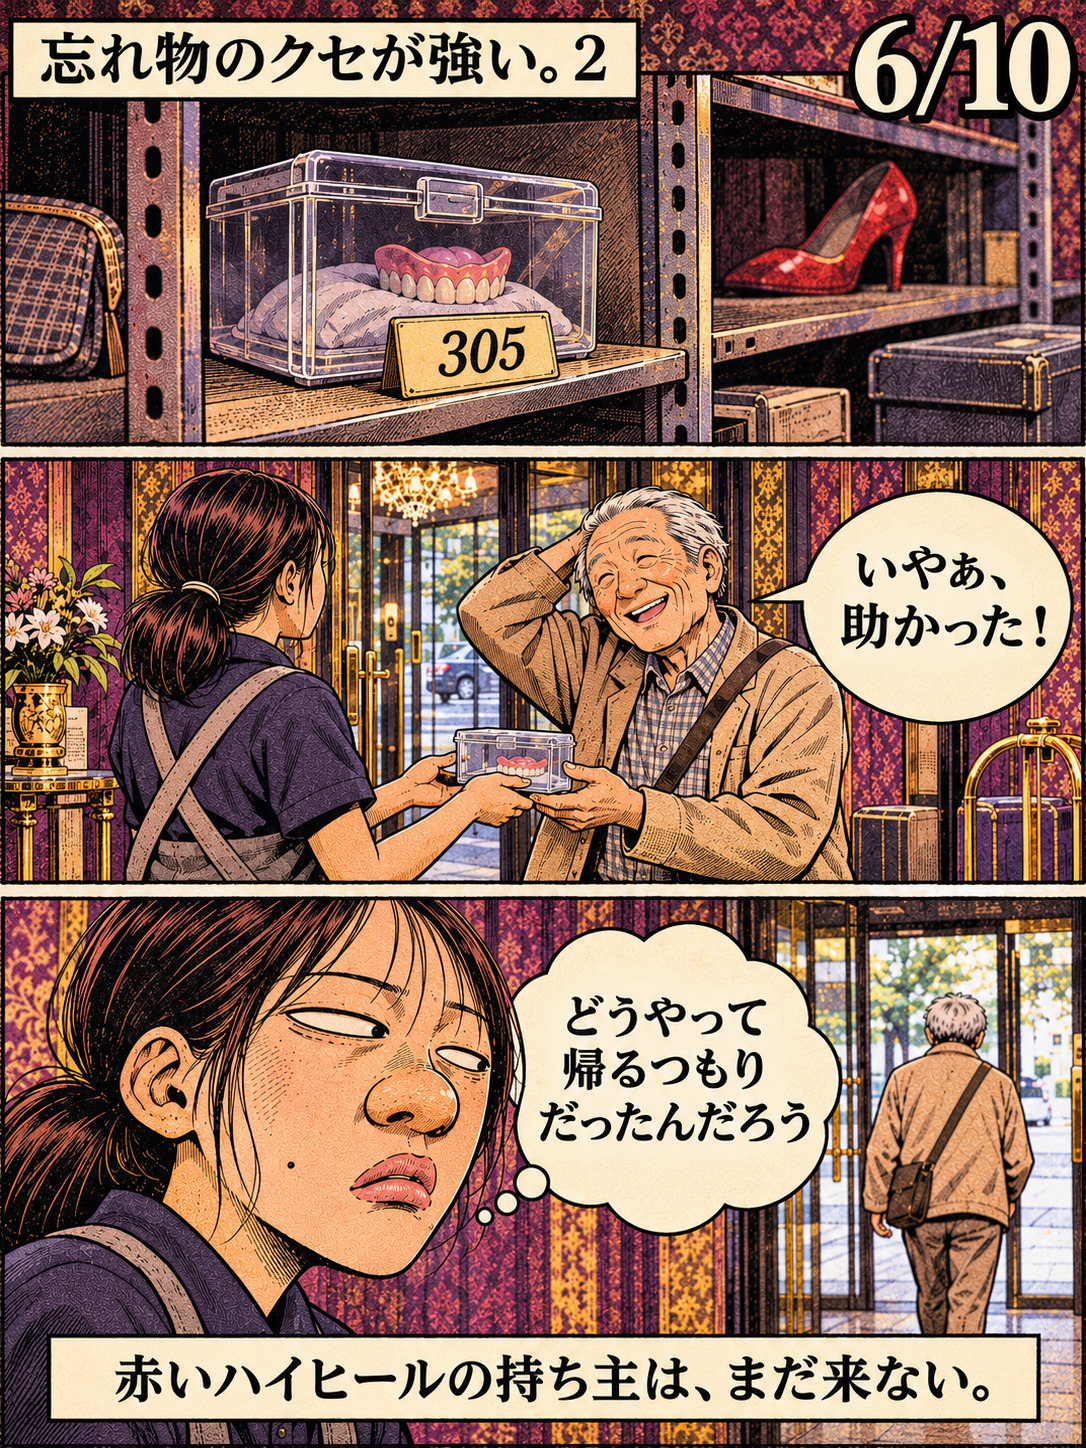 忘れ物のクセが強い。2
6/10
305
いやぁ、
助かった！
どうやって
帰るつもり
だったんだろう
赤いハイヒールの持ち主は、まだ来ない。